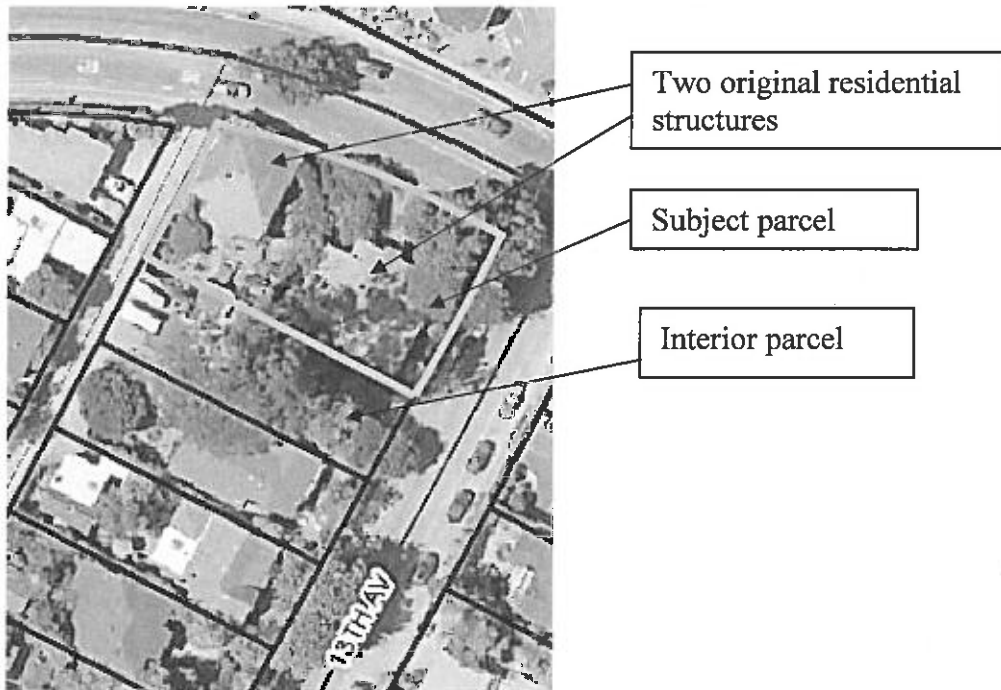 Two original residential
structures
Subject parcel
Interior parcel
13TH AV